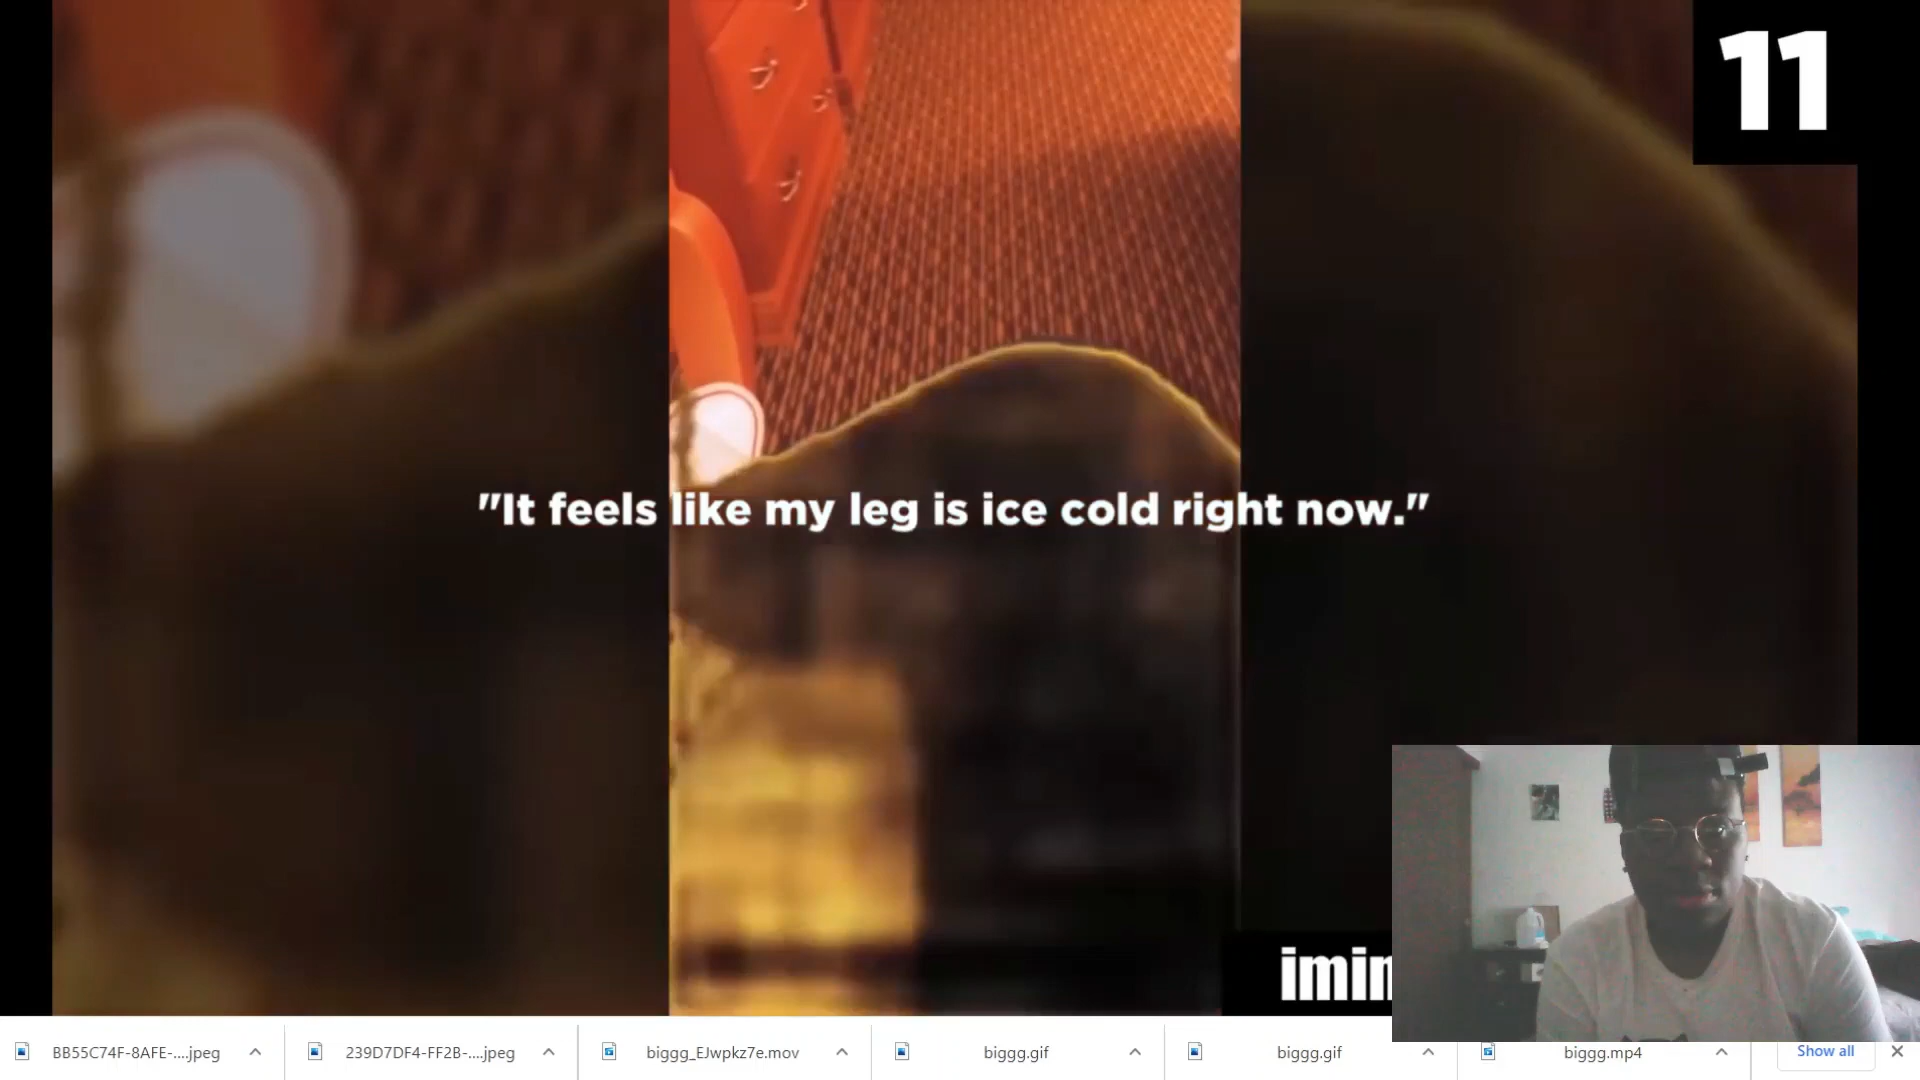 11
"It feels like my leg is ice cold right now."
imin
BB55C74F-8AFE-....jpeg
239D7DF4-FF2B-....jpeg
biggg_EJwpkz7e.mov
biggg.gif
biggg.gif
biggg.mp4
Show all